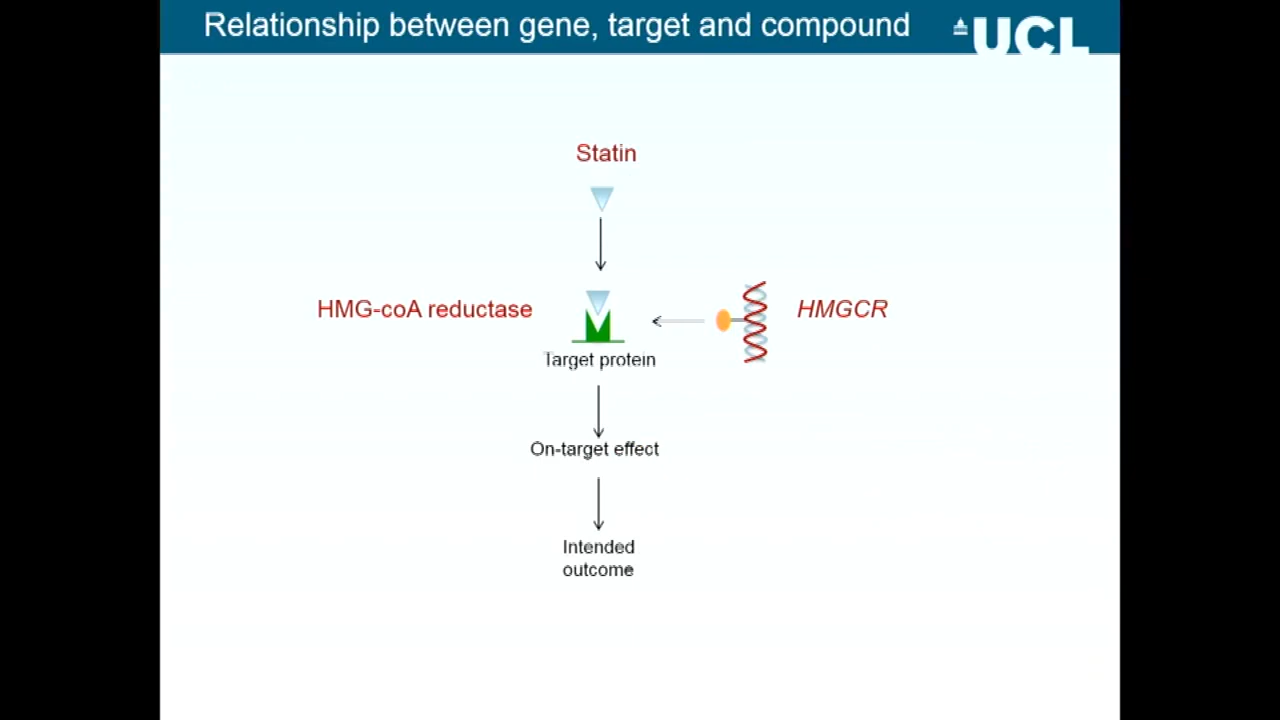 Relationship between gene, target and compound
UCL
Statin
HMG-coA reductase
HMGCR
Target protein
On-target effect
Intended
outcome